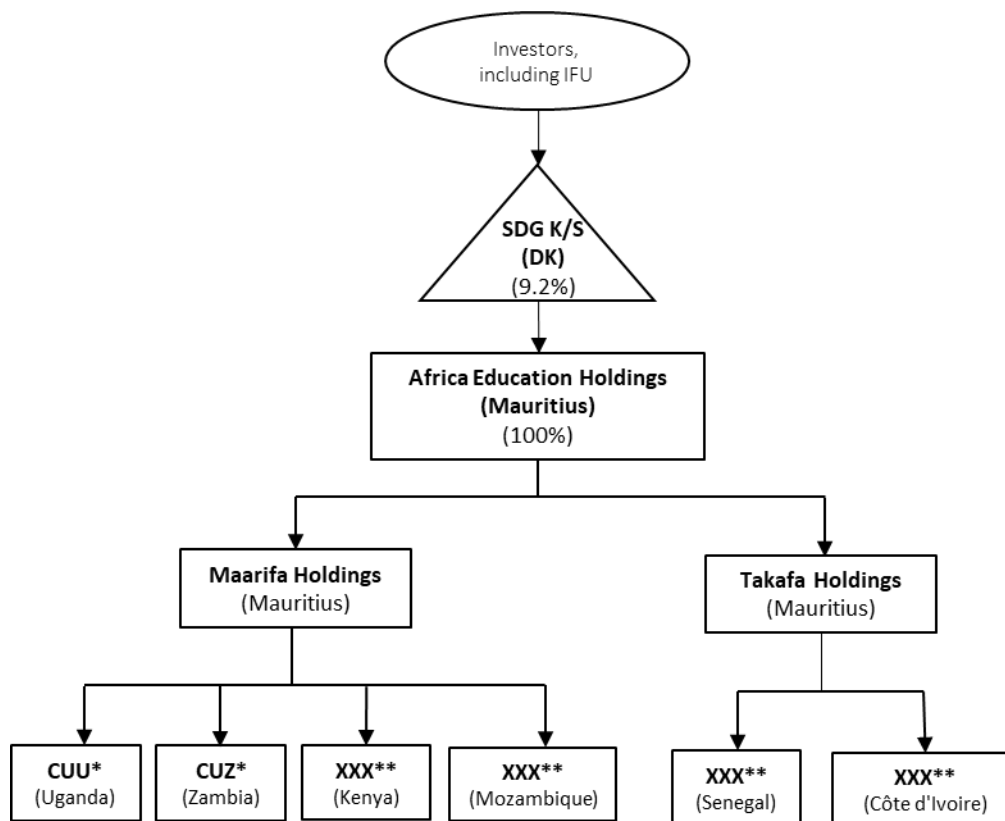 Investors,
including IFU
SDG K/S
(DK)
(9.2%)
Africa Education Holdings
(Mauritius)
(100%)
Maarifa Holdings
(Mauritius)
Takafa Holdings
(Mauritius)
CUU*
(Uganda)
CUZ*
(Zambia)
XXX**
(Kenya)
XXX**
(Mozambique)
XXX**
(Senegal)
XXX**
(Côte d'Ivoire)